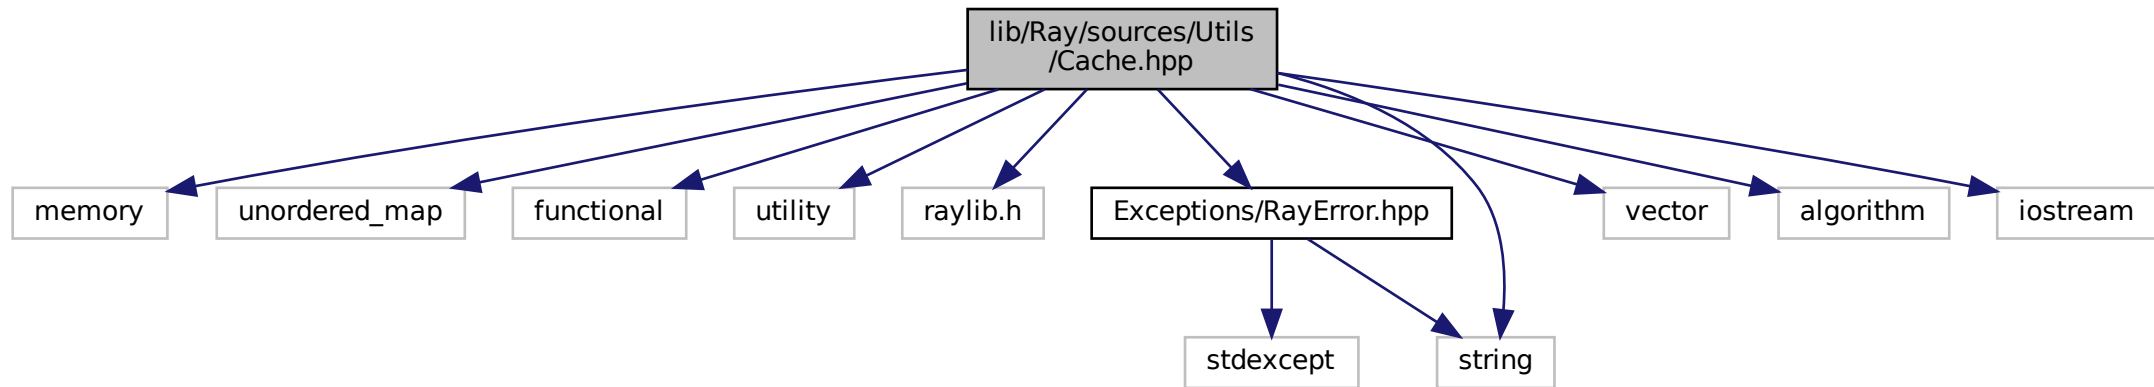 lib/Ray/sources/Utils
/Cache.hpp
memory
unordered_map
functional
utility
raylib.h
Exceptions/RayError.hpp
vector
algorithm
iostream
stdexcept
string